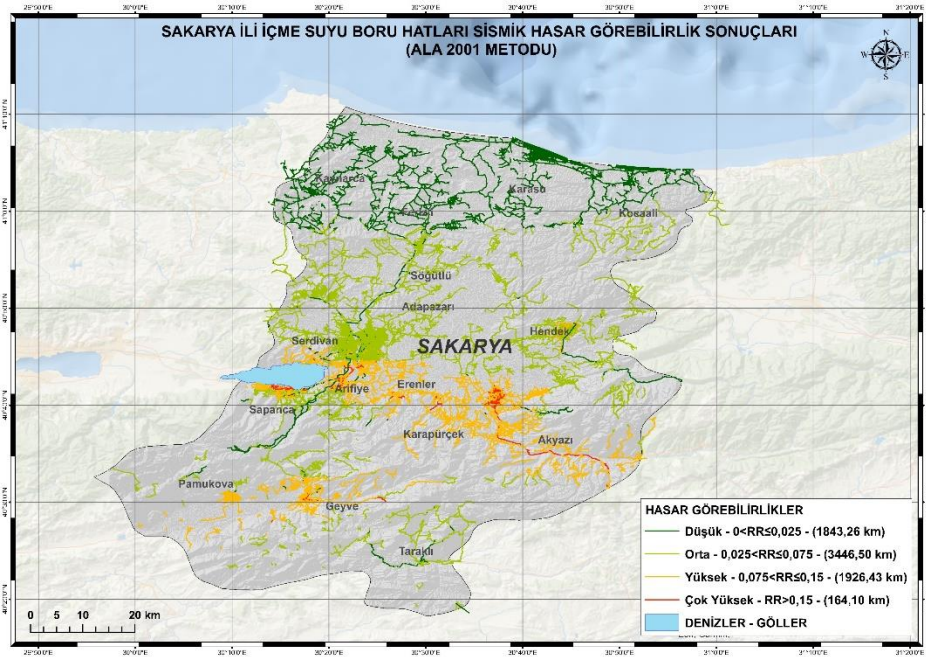 SAKARYA İLİ İÇME SUYU BORU HATLARI SİSMİK HASAR GÖREBİLİRLİK SONUÇLARI
(ALA 2001 METODU)
N
W E
S
Kaynarca
Karasu
Ferizli
Kocaali
Söğütlü
Adapazarı
Hendek
Serdivan
SAKARYA
Arifiye
Erenler
Sapanca
Karapürçek
Akyazı
Pamukova
Geyve
Taraklı
HASAR GÖREBİLİRLİKLER
Düşük - 0<RR≤0,025 - (1843,26 km)
Orta - 0,025<RR≤0,075 - (3446,50 km)
Yüksek - 0,075<RR≤0,15 - (1926,43 km)
Çok Yüksek - RR>0,15 - (164,10 km)
DENİZLER - GÖLLER
0 5 10 20 km